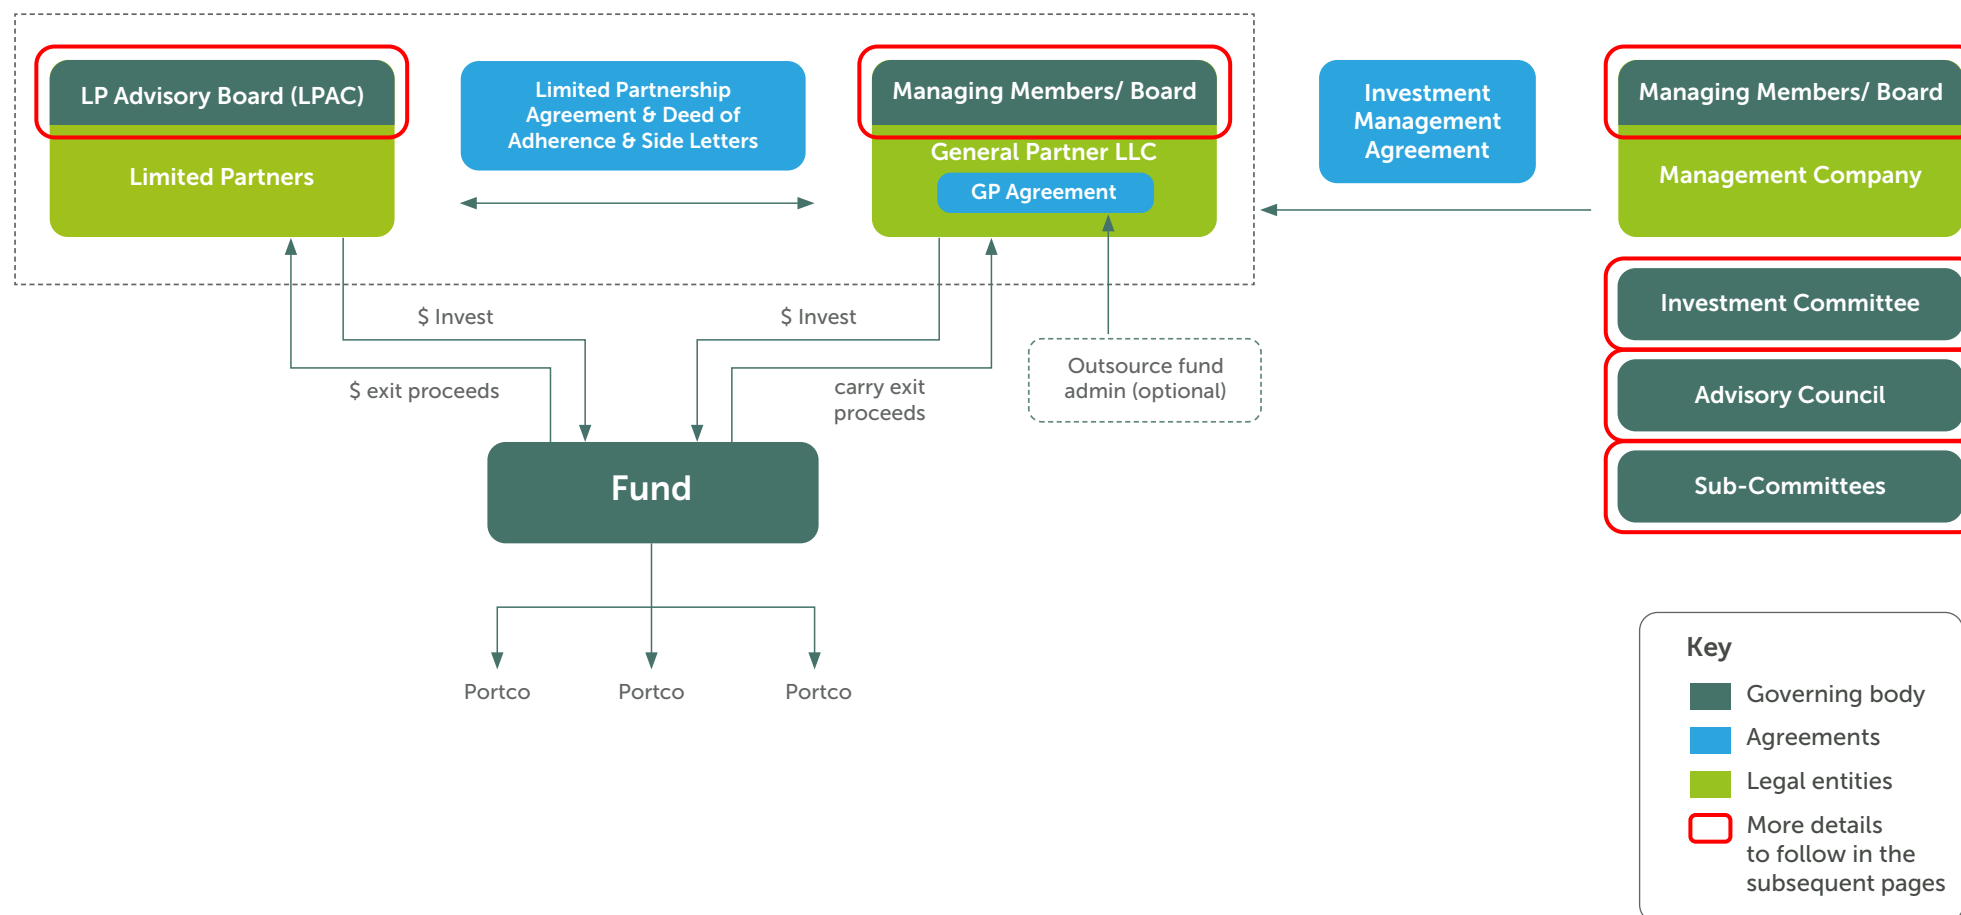 LP Advisory Board (LPAC)
Limited Partners
Limited Partnership
Agreement & Deed of
Adherence & Side Letters
Managing Members/ Board
General Partner LLC
GP Agreement
Investment
Management
Agreement
Managing Members/ Board
Management Company
Investment Committee
Advisory Council
Sub-Committees
$ Invest
$ Invest
$ exit proceeds
carry exit
proceeds
Outsource fund
admin (optional)
Fund
Portco
Portco
Portco
Key
Governing body
Agreements
Legal entities
More details
to follow in the
subsequent pages